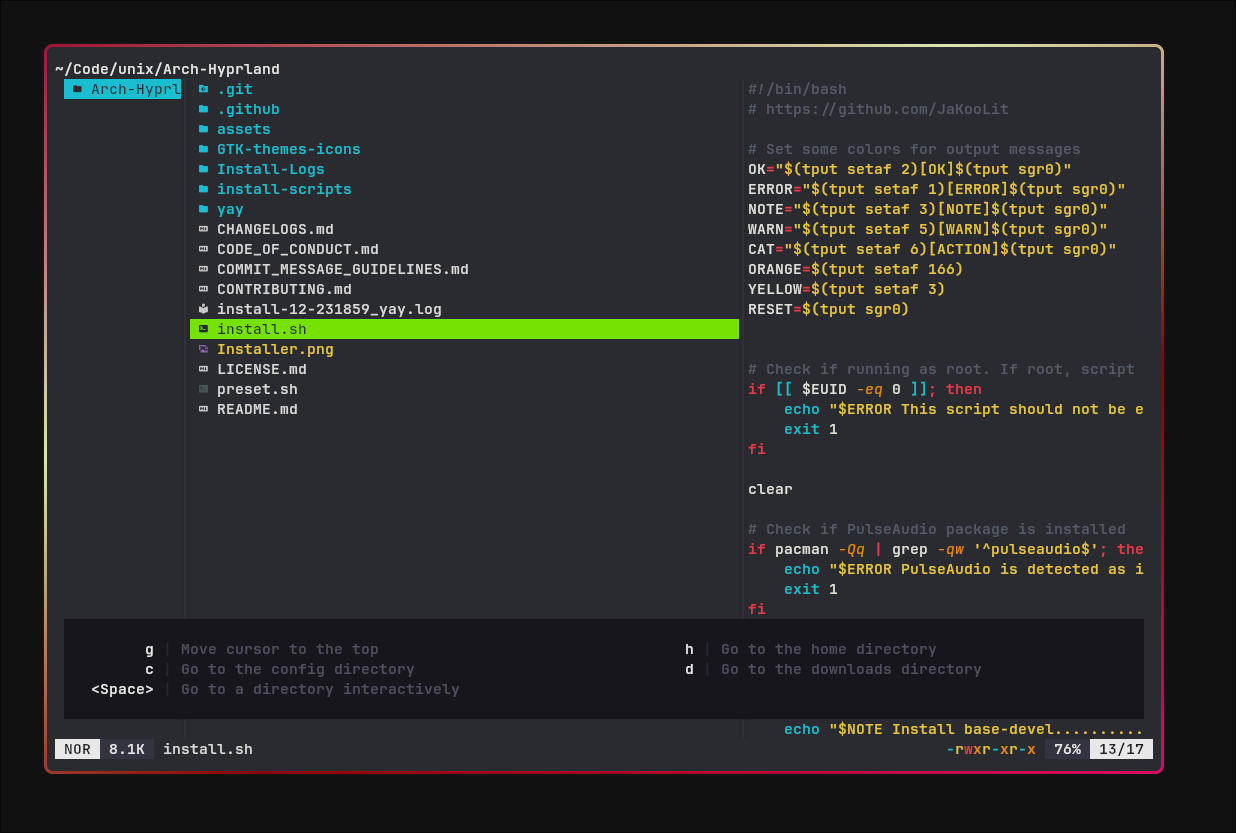 ~/Code/unix/Arch-Hyprland
Arch-Hyprl
.git
.github
assets
GTK-themes-icons
Install-Logs
install-scripts
yay
CHANGELOGS.md
CODE_OF_CONDUCT.md
COMMIT_MESSAGE_GUIDELINES.md
CONTRIBUTING.md
install-12-231859_yay.log
install.sh
Installer.png
LICENSE.md
preset.sh
README.md
#!/bin/bash
# https://github.com/JaKooLit
# Set some colors for output messages
OK="$(tput setaf 2)[OK]$(tput sgr0)"
ERROR="$(tput setaf 1)[ERROR]$(tput sgr0)"
NOTE="$(tput setaf 3)[NOTE]$(tput sgr0)"
WARN="$(tput setaf 5)[WARN]$(tput sgr0)"
CAT="$(tput setaf 6)[ACTION]$(tput sgr0)"
ORANGE=$(tput setaf 166)
YELLOW=$(tput setaf 3)
RESET=$(tput sgr0)
# Check if running as root. If root, script
if [[ $EUID -eq 0 ]]; then
    echo "$ERROR This script should not be e
    exit 1
fi
clear
# Check if PulseAudio package is installed
if pacman -Qq | grep -qw '^pulseaudio$'; the
    echo "$ERROR PulseAudio is detected as i
    exit 1
fi
g | Move cursor to the top
c | Go to the config directory
<Space> | Go to a directory interactively
h | Go to the home directory
d | Go to the downloads directory
    echo "$NOTE Install base-devel..........
NOR 8.1K install.sh
-rwxr-xr-x 76% 13/17